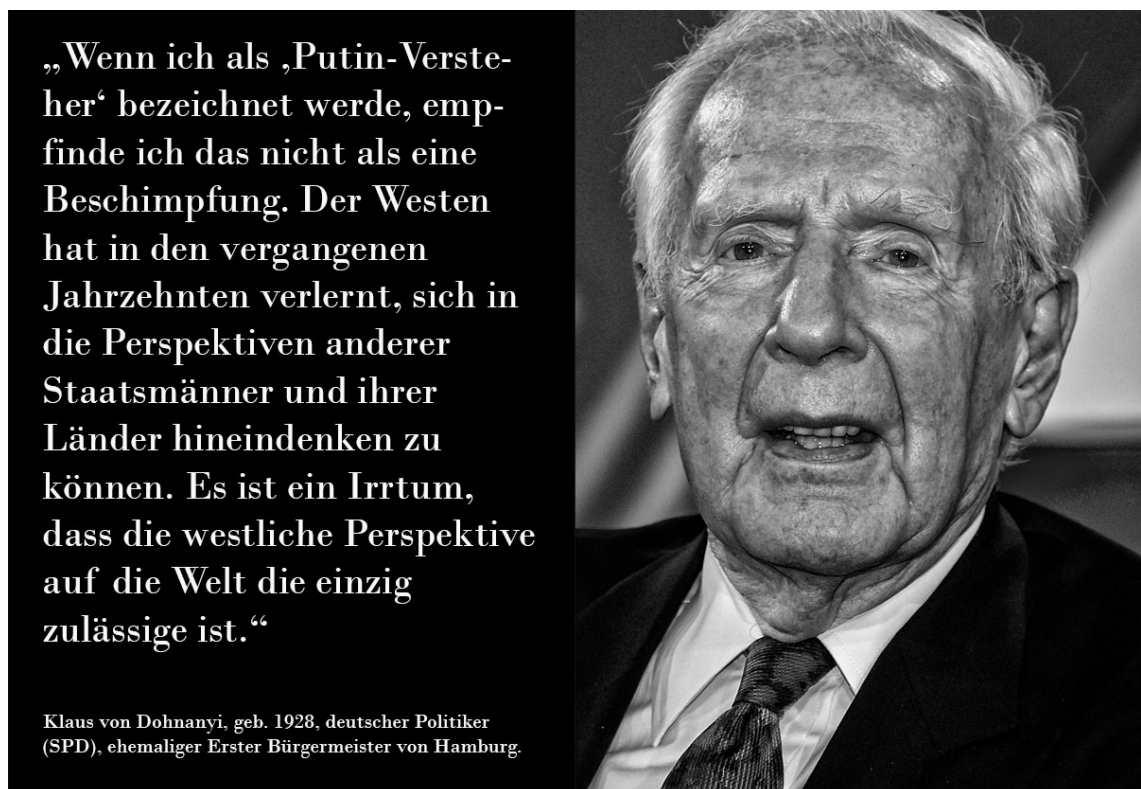 „Wenn ich als ‚Putin-Verste-
her‘ bezeichnet werde, emp-
finde ich das nicht als eine
Beschimpfung. Der Westen
hat in den vergangenen
Jahrzehnten verlernt, sich in
die Perspektiven anderer
Staatsmänner und ihrer
Länder hineindenken zu
können. Es ist ein Irrtum,
dass die westliche Perspektive
auf die Welt die einzig
zulässige ist.“
Klaus von Dohnanyi, geb. 1928, deutscher Politiker
(SPD), ehemaliger Erster Bürgermeister von Hamburg.